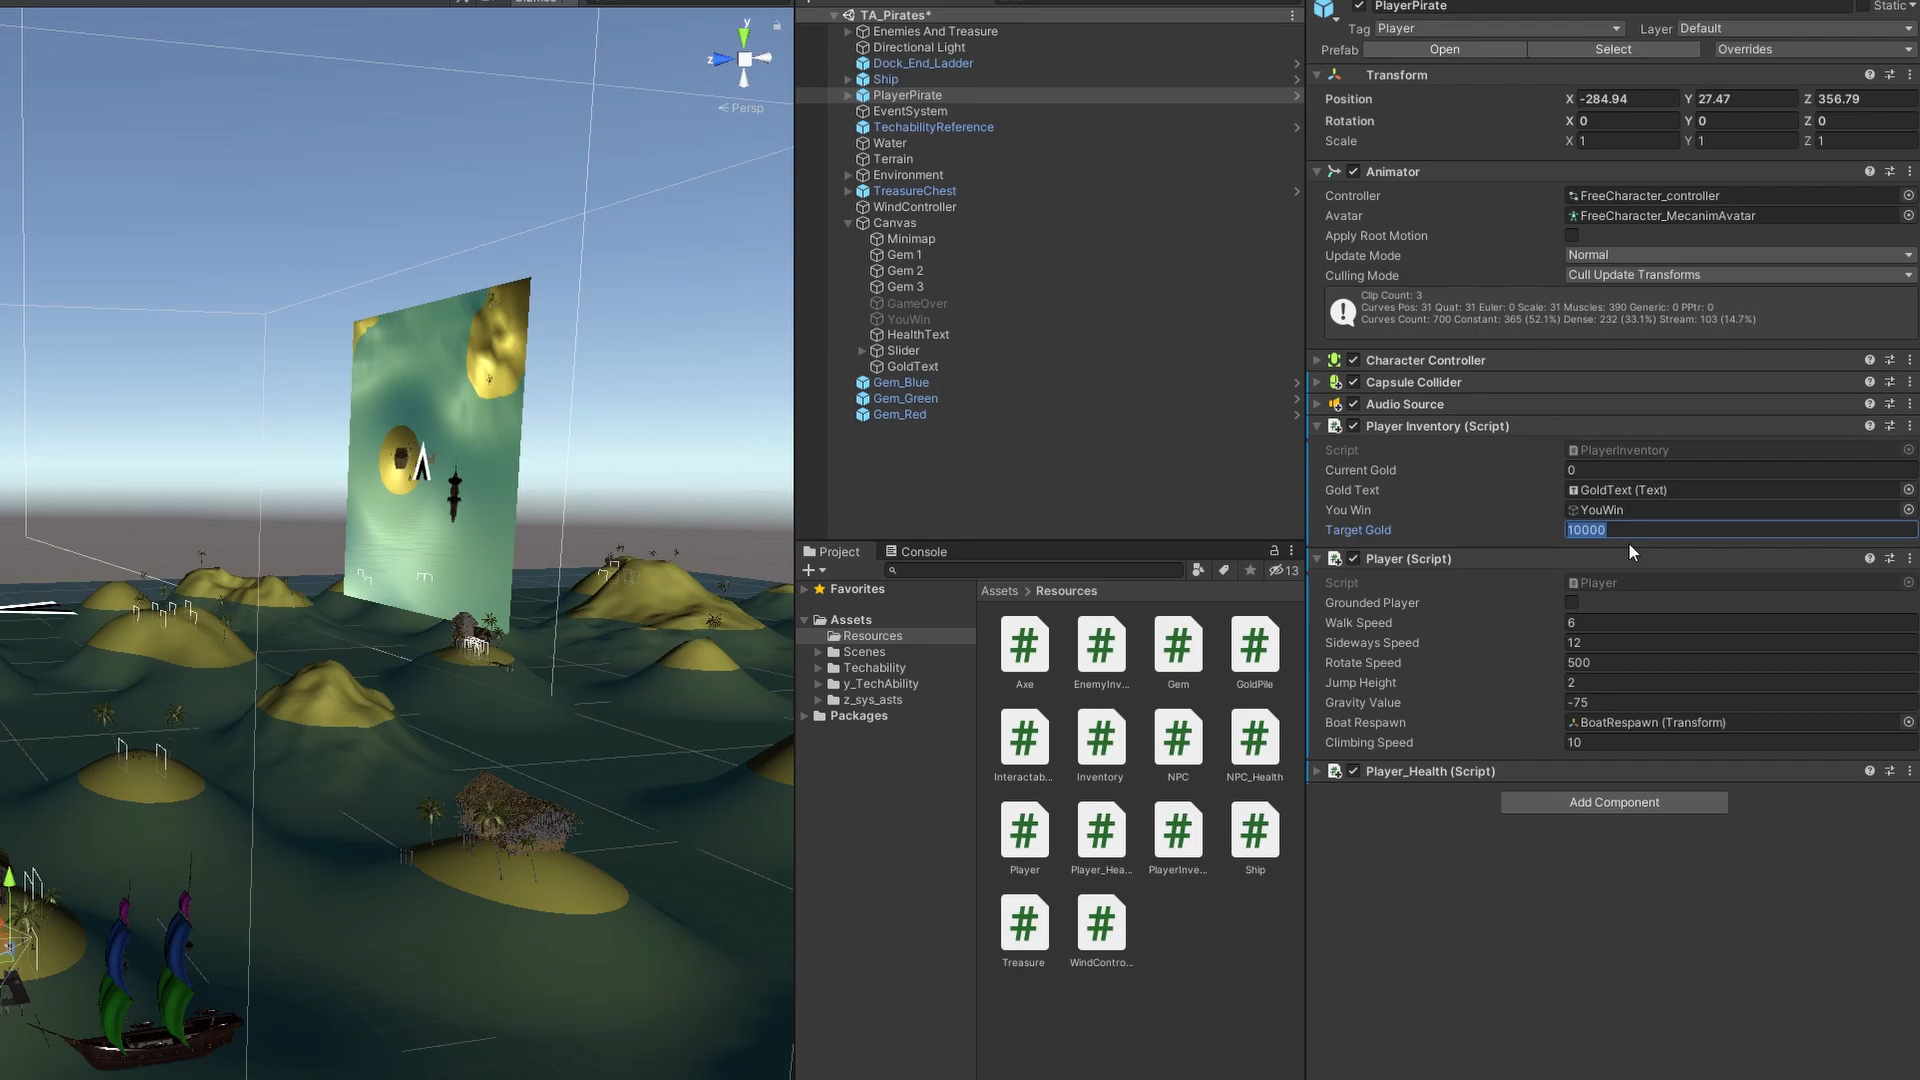 Persp
y
z
TA_Pirates*
Enemies And Treasure
Directional Light
Dock_End_Ladder
Ship
PlayerPirate
EventSystem
TechabilityReference
Water
Terrain
Environment
TreasureChest
WindController
Canvas
Minimap
Gem 1
Gem 2
Gem 3
GameOver
YouWin
HealthText
Slider
GoldText
Gem_Blue
Gem_Green
Gem_Red
Project
Console
13
Favorites
Assets
Resources
Scenes
Techability
y_TechAbility
z_sys_asts
Packages
Assets > Resources
Axe
EnemyInv...
Gem
GoldPile
Interactab...
Inventory
NPC
NPC_Health
Player
Player_Hea...
PlayerInve...
Ship
Treasure
WindContro...
PlayerPirate
Static
Tag Player Layer Default
Prefab Open Select Overrides
Transform
Position X -284.94 Y 27.47 Z 356.79
Rotation X 0 Y 0 Z 0
Scale X 1 Y 1 Z 1
Animator
Controller FreeCharacter_controller
Avatar FreeCharacter_MecanimAvatar
Apply Root Motion
Update Mode Normal
Culling Mode Cull Update Transforms
Clip Count: 3
Curves Pos: 31 Quat: 31 Euler: 0 Scale: 31 Muscles: 390 Generic: 0 PPtr: 0
Curves Count: 700 Constant: 365 (52.1%) Dense: 232 (33.1%) Stream: 103 (14.7%)
Character Controller
Capsule Collider
Audio Source
Player Inventory (Script)
Script PlayerInventory
Current Gold 0
Gold Text GoldText (Text)
You Win YouWin
Target Gold 10000
Player (Script)
Script Player
Grounded Player
Walk Speed 6
Sideways Speed 12
Rotate Speed 500
Jump Height 2
Gravity Value -75
Boat Respawn BoatRespawn (Transform)
Climbing Speed 10
Player_Health (Script)
Add Component